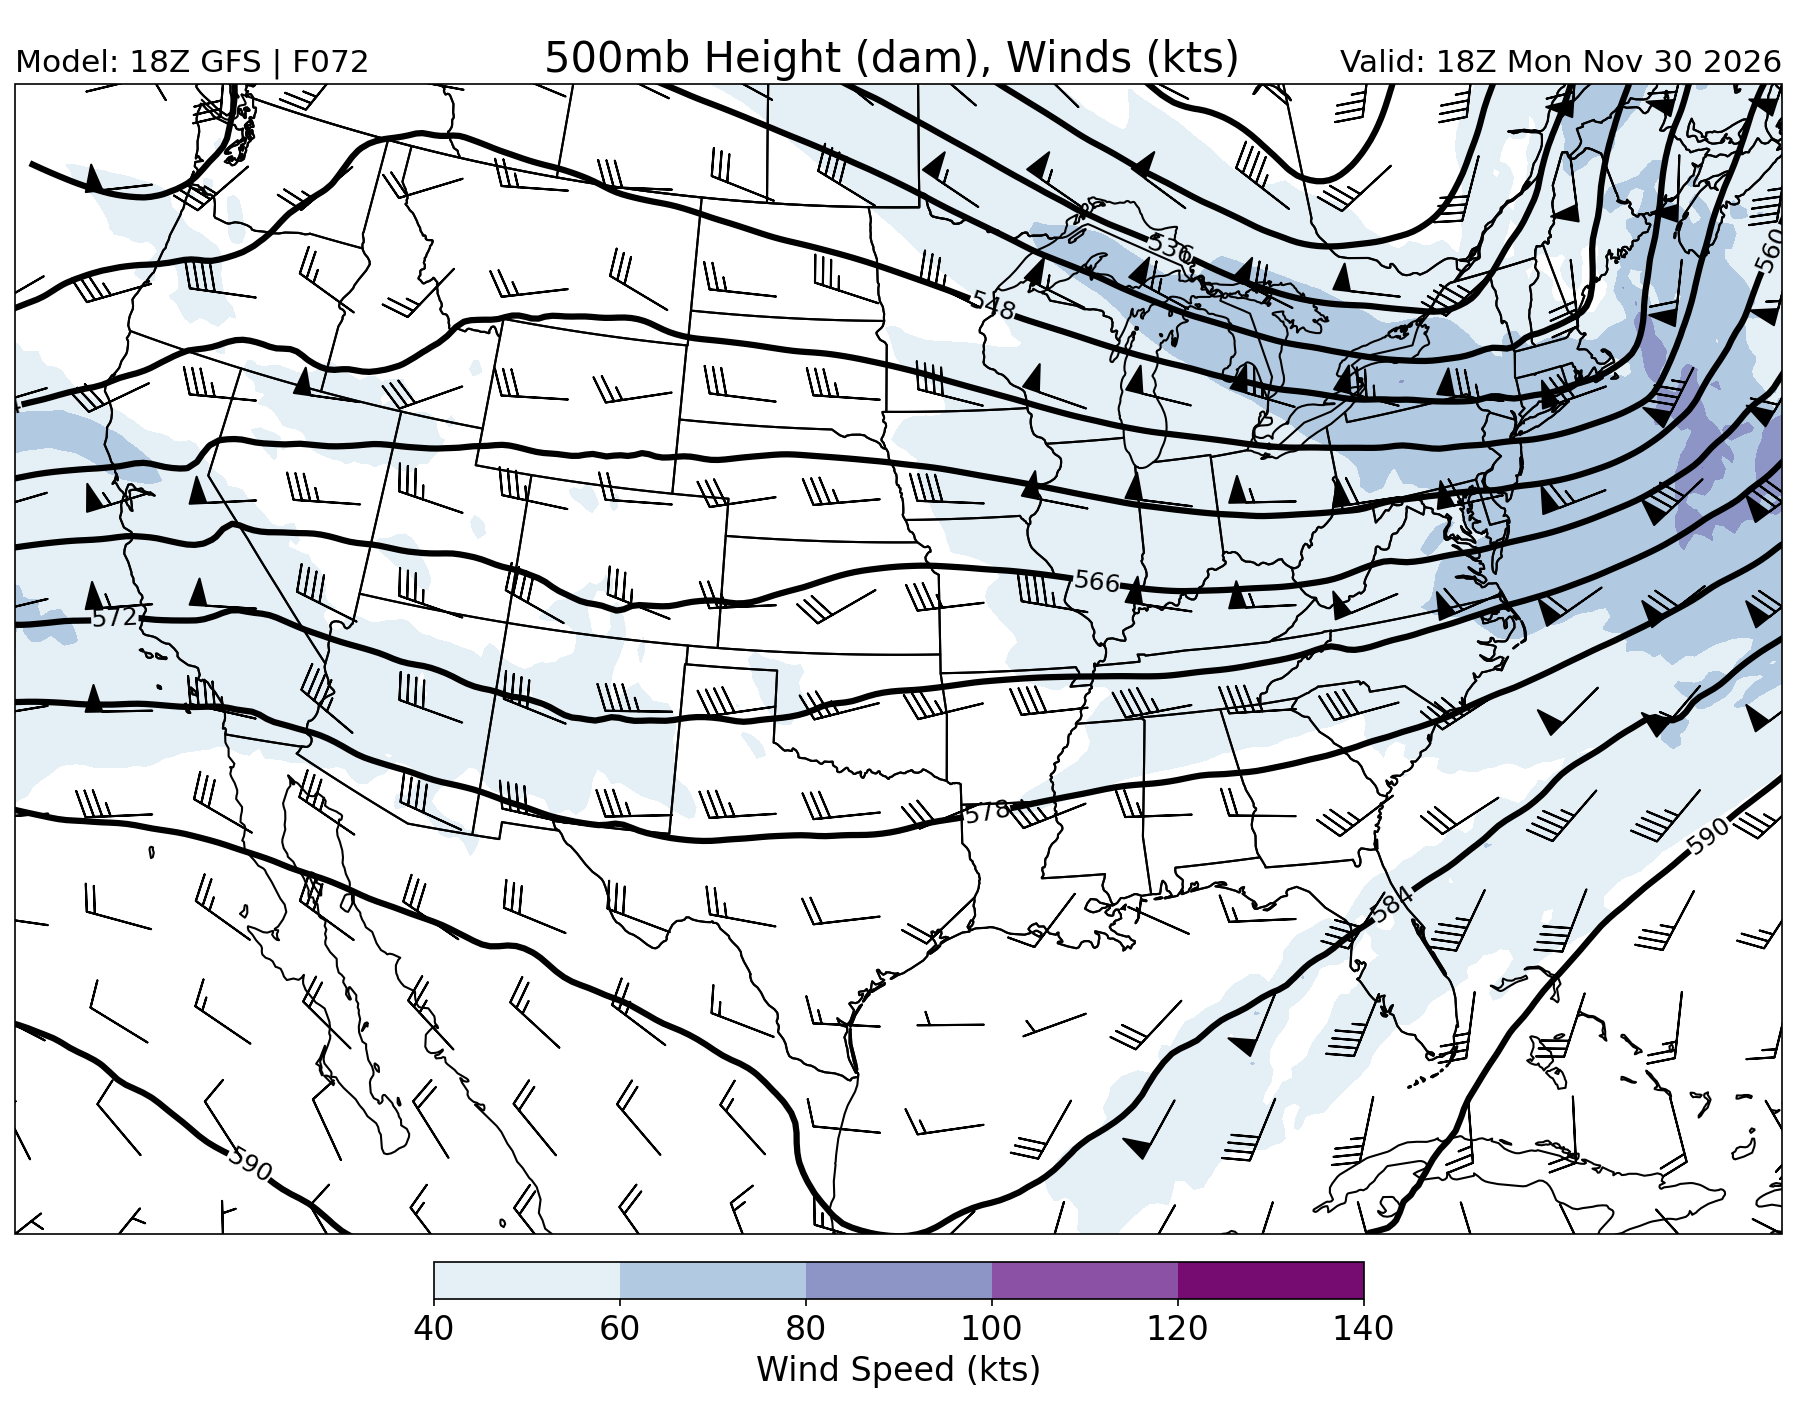 500mb Height (dam), Winds (kts)
Model: 18Z GFS | F072
Valid: 18Z Mon Nov 30 2026
536
560
548
566
572
578
590
584
590
40 60 80 100 120 140
Wind Speed (kts)